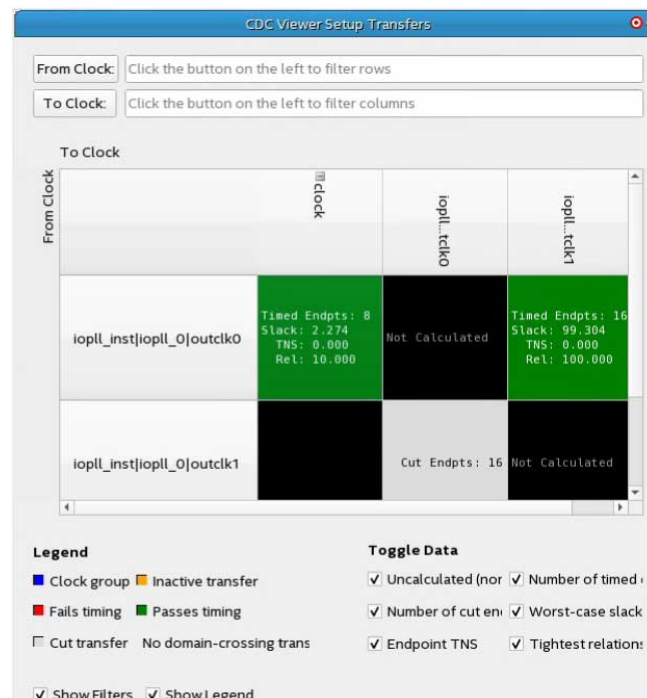 CDC Viewer Setup Transfers
From Clock: Click the button on the left to filter rows
To Clock: Click the button on the left to filter columns
To Clock
From Clock
clock
iopll...tclk0
iopll...tclk1
iopll_inst|iopll_0|outclk0
Timed Endpts: 8
Slack: 2.274
TNS: 0.000
Rel: 10.000
Not Calculated
Timed Endpts: 16
Slack: 99.304
TNS: 0.000
Rel: 100.000
iopll_inst|iopll_0|outclk1
Cut Endpts: 16
Not Calculated
Legend
Clock group Inactive transfer
Fails timing Passes timing
Cut transfer No domain-crossing trans
Toggle Data
Uncalculated (nor Number of timed
Number of cut en Worst-case slack
Endpoint TNS Tightest relations
Show Filters Show Legend